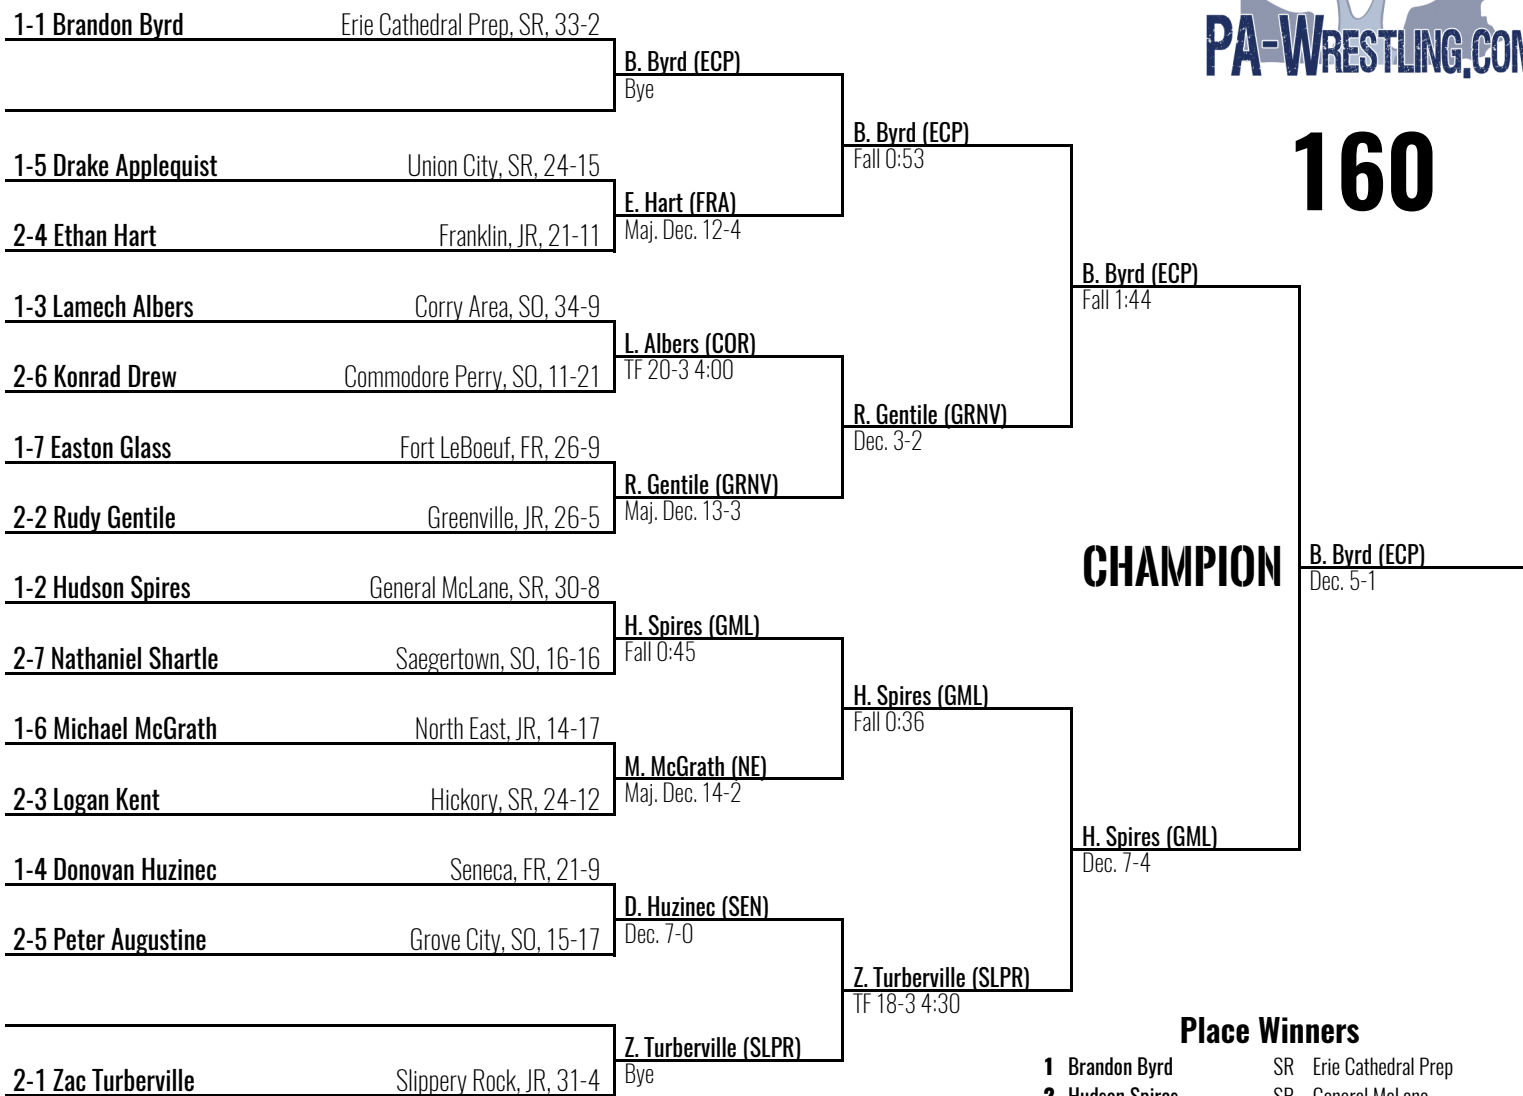 PA-WRESTLING.COM
160
1-1 Brandon Byrd Erie Cathedral Prep, SR, 33-2
B. Byrd (ECP)
Bye
B. Byrd (ECP)
Fall 0:53
1-5 Drake Applequist Union City, SR, 24-15
E. Hart (FRA)
Maj. Dec. 12-4
2-4 Ethan Hart Franklin, JR, 21-11
B. Byrd (ECP)
Fall 1:44
1-3 Lamech Albers Corry Area, SO, 34-9
L. Albers (COR)
TF 20-3 4:00
2-6 Konrad Drew Commodore Perry, SO, 11-21
R. Gentile (GRNV)
Dec. 3-2
1-7 Easton Glass Fort LeBoeuf, FR, 26-9
R. Gentile (GRNV)
Maj. Dec. 13-3
2-2 Rudy Gentile Greenville, JR, 26-5
CHAMPION B. Byrd (ECP)
Dec. 5-1
1-2 Hudson Spires General McLane, SR, 30-8
H. Spires (GML)
Fall 0:45
2-7 Nathaniel Shartle Saegertown, SO, 16-16
H. Spires (GML)
Fall 0:36
1-6 Michael McGrath North East, JR, 14-17
M. McGrath (NE)
Maj. Dec. 14-2
2-3 Logan Kent Hickory, SR, 24-12
H. Spires (GML)
Dec. 7-4
1-4 Donovan Huzinec Seneca, FR, 21-9
D. Huzinec (SEN)
Dec. 7-0
2-5 Peter Augustine Grove City, SO, 15-17
Z. Turberville (SLPR)
TF 18-3 4:30
Z. Turberville (SLPR)
Bye
2-1 Zac Turberville Slippery Rock, JR, 31-4
Place Winners
1 Brandon Byrd SR Erie Cathedral Prep
2 Hudson Spires SR General McLane